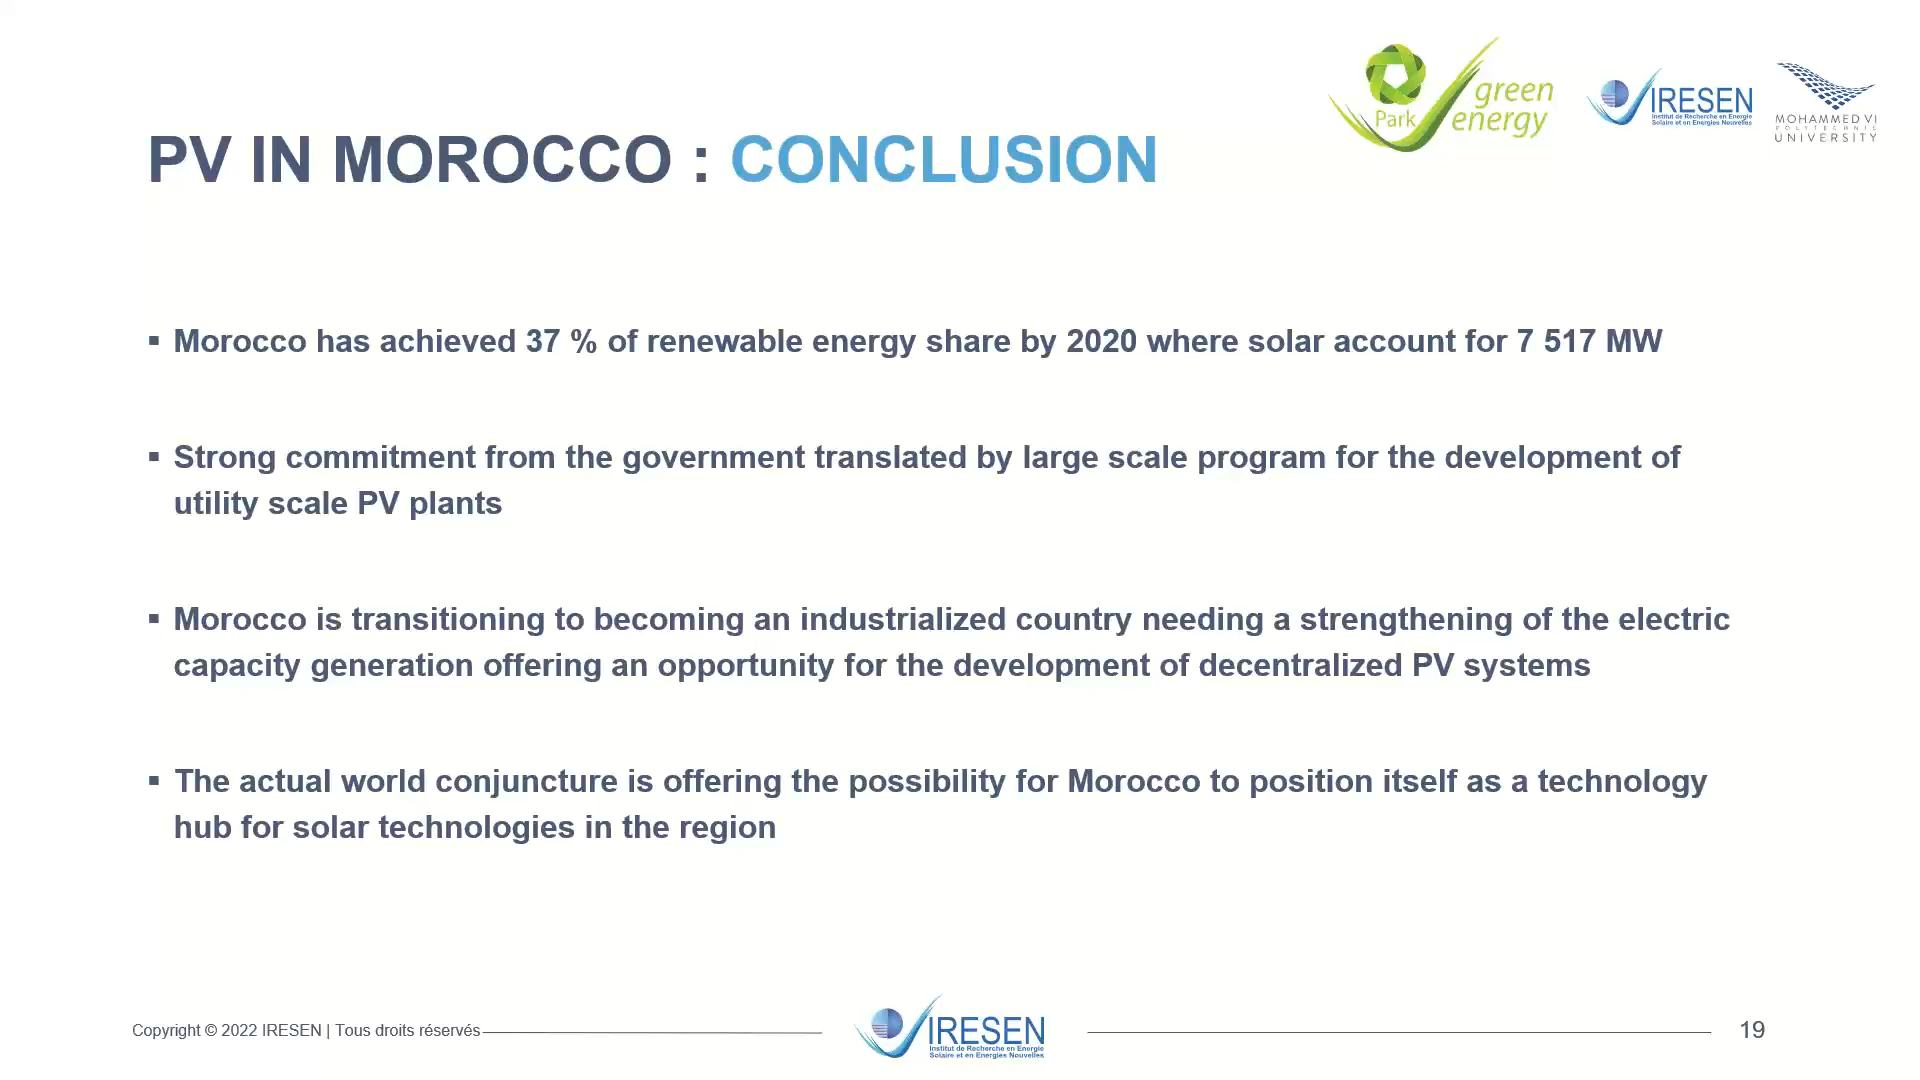 Park
green
energy
IRESEN
Institut de Recherche en Energie
Solaire et en Energies Nouvelles
MOHAMMED VI
POLYTECHNIC
UNIVERSITY
PV IN MOROCCO : CONCLUSION
▪ Morocco has achieved 37 % of renewable energy share by 2020 where solar account for 7 517 MW
▪ Strong commitment from the government translated by large scale program for the development of
utility scale PV plants
▪ Morocco is transitioning to becoming an industrialized country needing a strengthening of the electric
capacity generation offering an opportunity for the development of decentralized PV systems
▪ The actual world conjuncture is offering the possibility for Morocco to position itself as a technology
hub for solar technologies in the region
Copyright © 2022 IRESEN | Tous droits réservés
IRESEN
Institut de Recherche en Energie
Solaire et en Energies Nouvelles
19